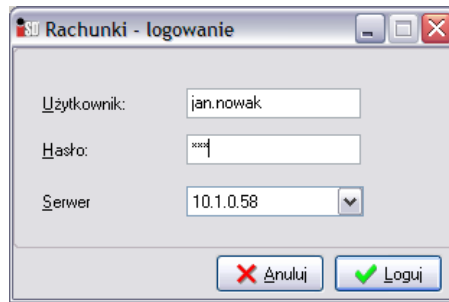 Rachunki - logowanie
Użytkownik: jan.nowak
Hasło: ***
Serwer 10.1.0.58
Anuluj Loguj